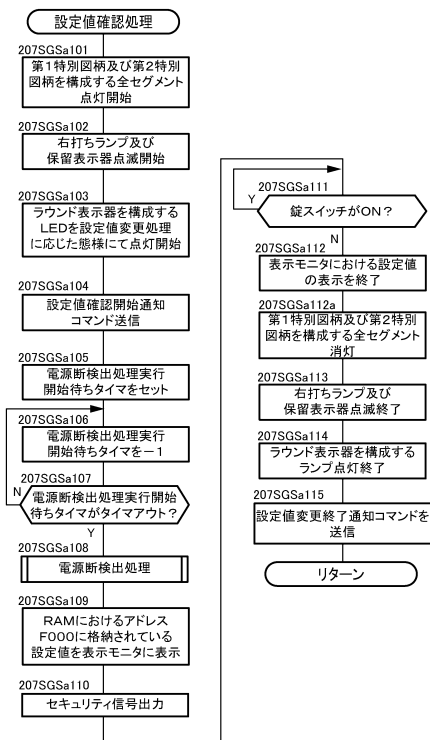 設定値確認処理
207SGSa101
第1特別図柄及び第2特別
図柄を構成する全セグメント
点灯開始
207SGSa102
右打ちランプ及び
保留表示器点滅開始
207SGSa103
ラウンド表示器を構成する
LEDを設定値変更処理
に応じた態様にて点灯開始
207SGSa104
設定値確認開始通知
コマンド送信
207SGSa105
電源断検出処理実行
開始待ちタイマをセット
207SGSa106
電源断検出処理実行
開始待ちタイマを－1
207SGSa107
N
電源断検出処理実行開始
待ちタイマがタイマアウト？
Y
207SGSa108
電源断検出処理
207SGSa109
RAMにおけるアドレス
F000に格納されている
設定値を表示モニタに表示
207SGSa110
セキュリティ信号出力
207SGSa111
Y
錠スイッチがON？
N
207SGSa112
表示モニタにおける設定値
の表示を終了
207SGSa112a
第1特別図柄及び第2特別
図柄を構成する全セグメント
消灯
207SGSa113
右打ちランプ及び
保留表示器点滅終了
207SGSa114
ラウンド表示器を構成する
ランプ点灯終了
207SGSa115
設定値変更終了通知コマンドを
送信
リターン